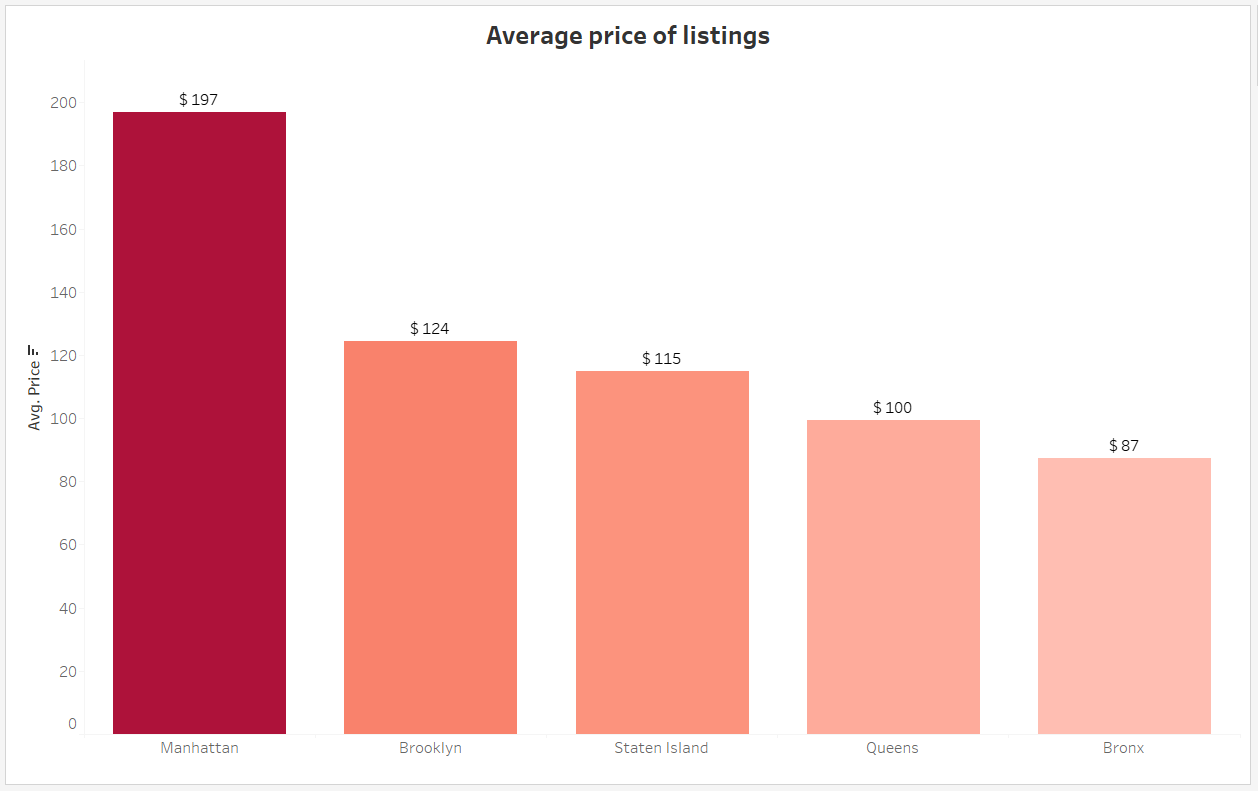 Average price of listings
Avg. Price
200
180
160
140
120
100
80
60
40
20
0
$ 197
$ 124
$ 115
$ 100
$ 87
Manhattan
Brooklyn
Staten Island
Queens
Bronx